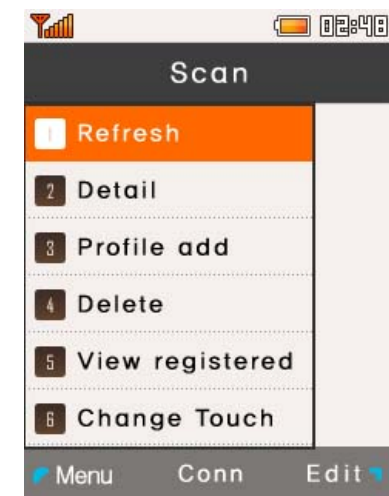 02:48
Scan
1 Refresh
2 Detail
3 Profile add
4 Delete
5 View registered
6 Change Touch
Menu Conn Edit